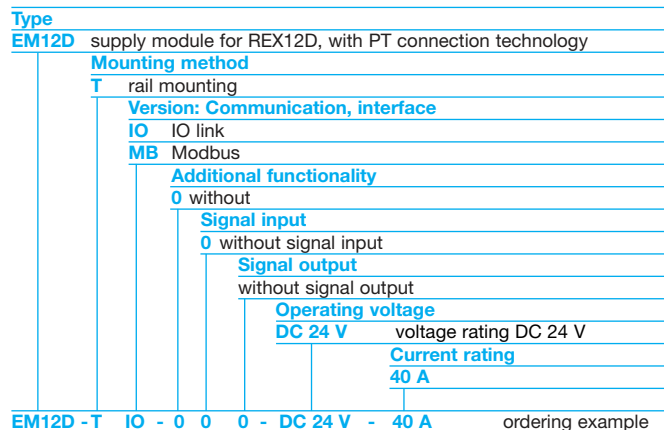 Type
EM12D supply module for REX12D, with PT connection technology
Mounting method
T rail mounting
Version: Communication, interface
IO IO link
MB Modbus
Additional functionality
0 without
Signal input
0 without signal input
Signal output
without signal output
Operating voltage
DC 24 V voltage rating DC 24 V
Current rating
40 A
EM12D - T IO - 0 0 0 - DC 24 V - 40 A ordering example